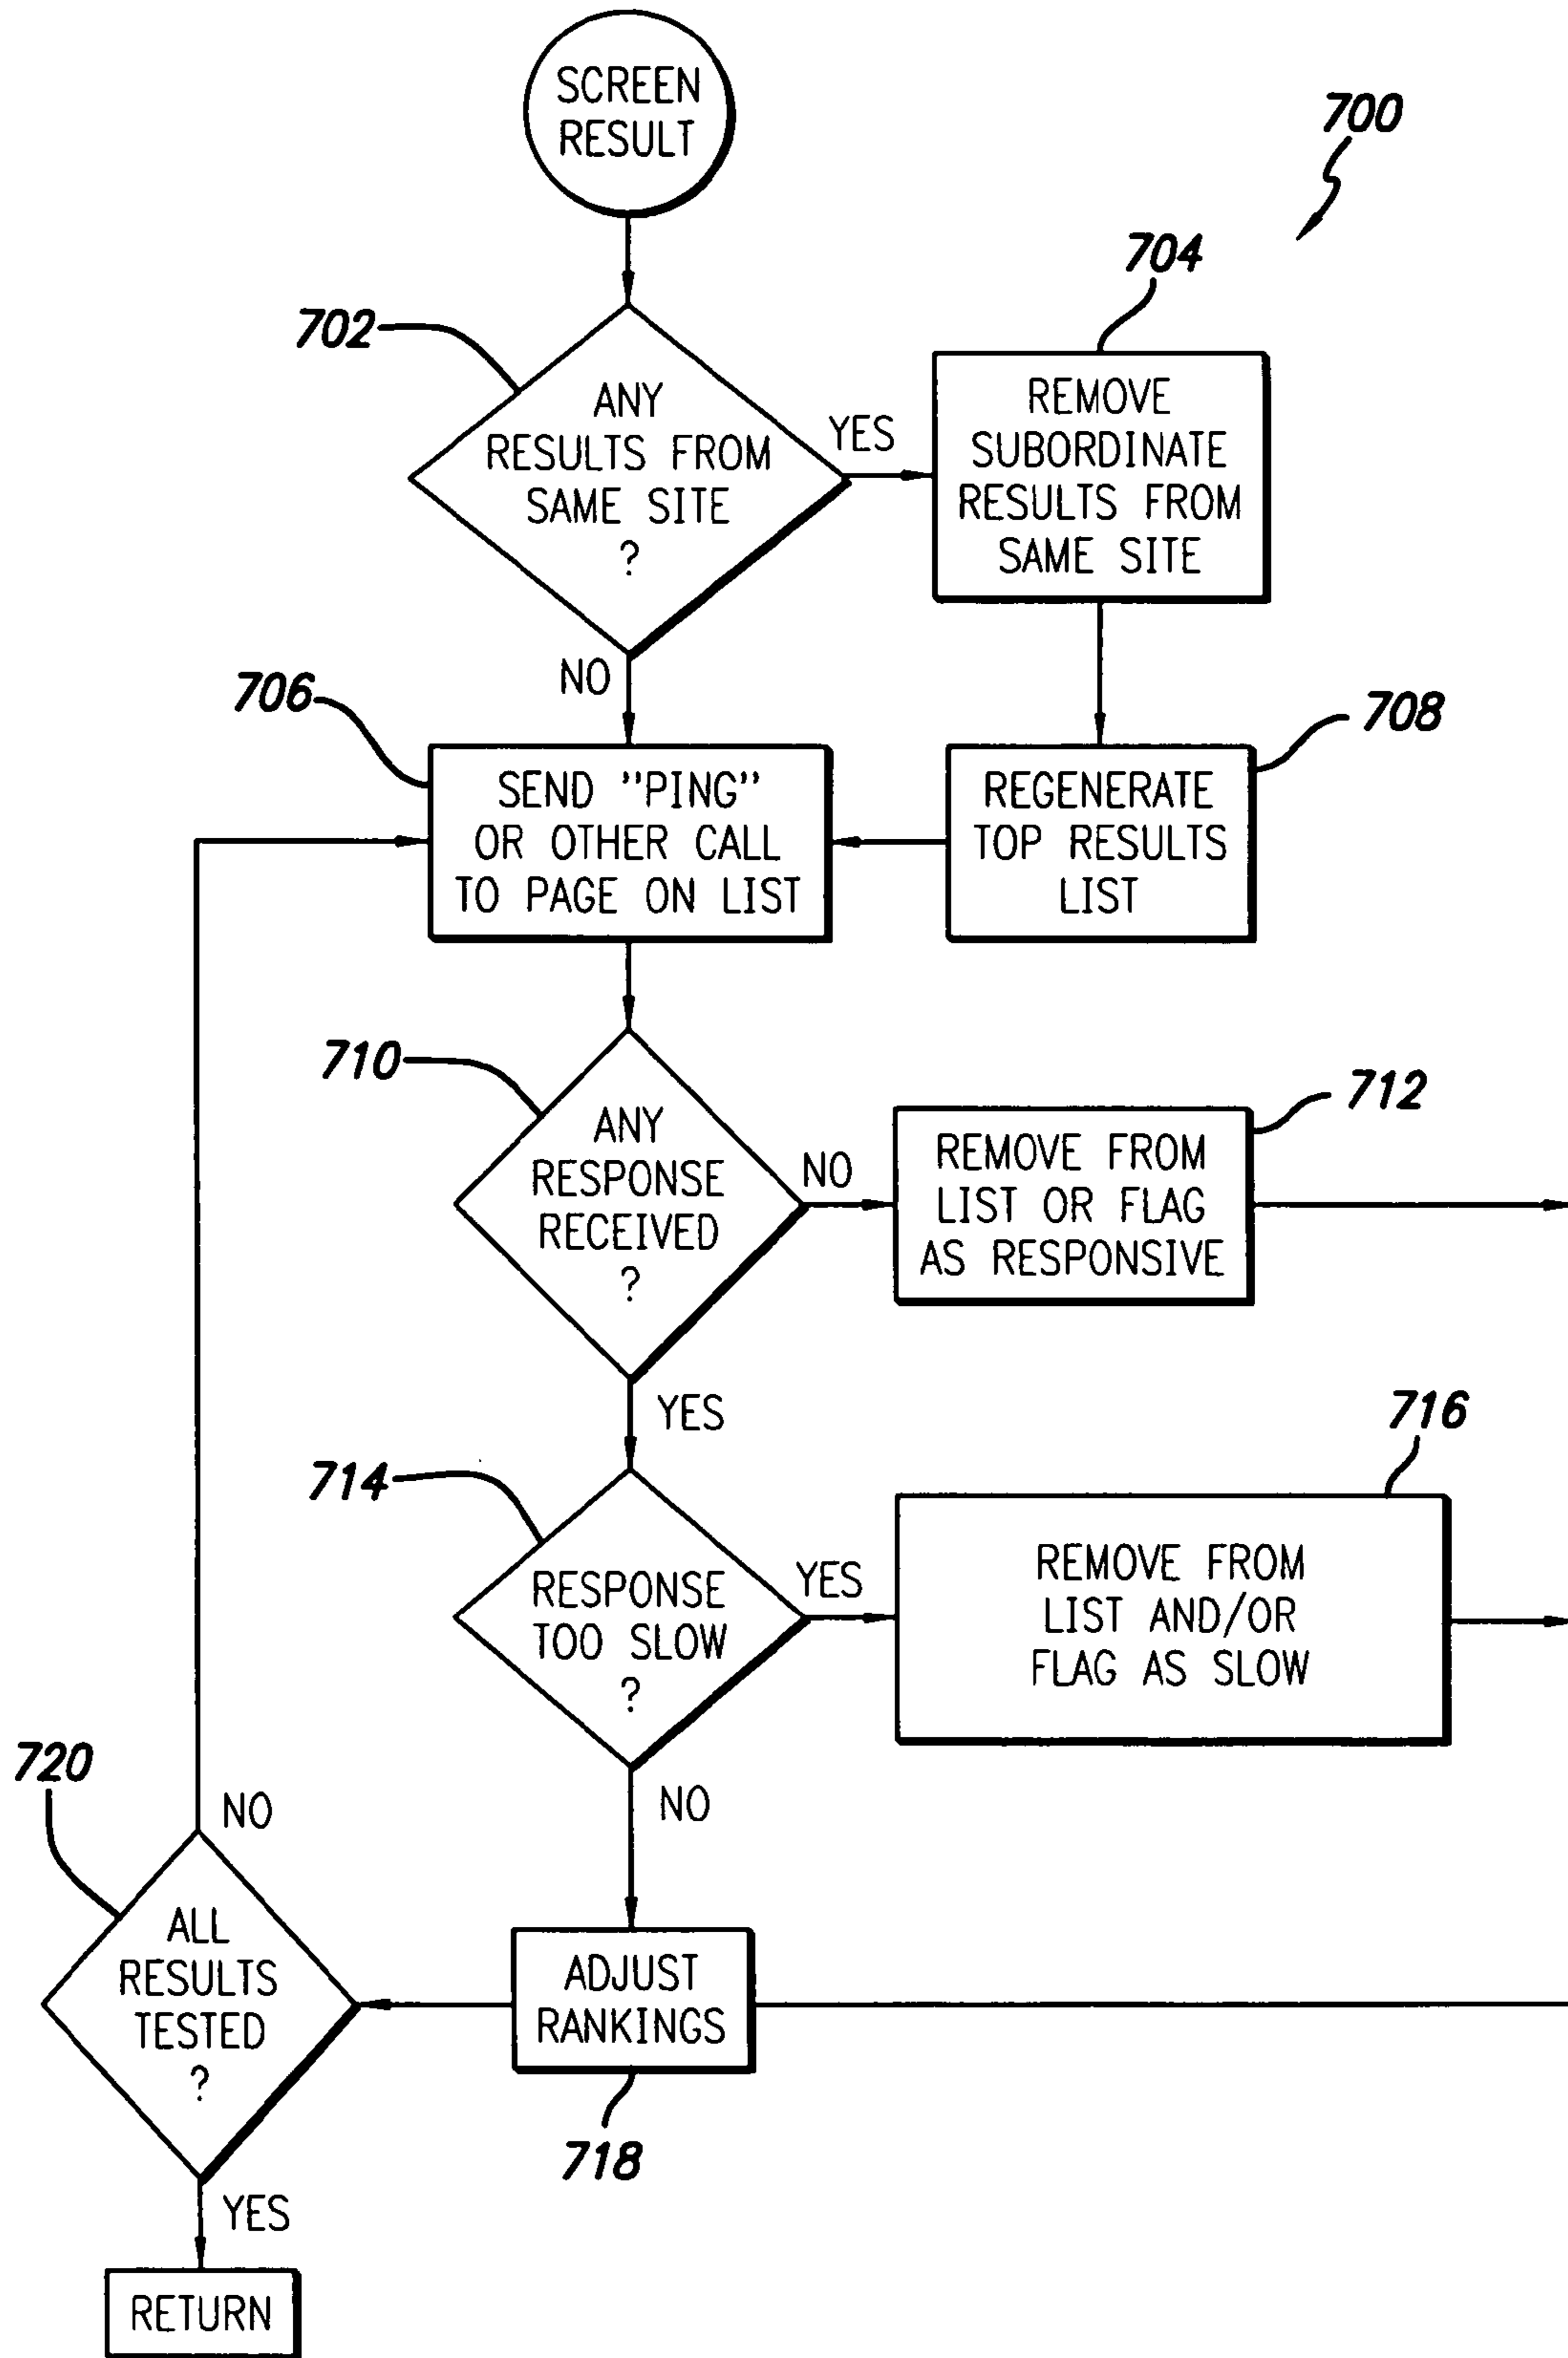 SCREEN
RESULT
700
702
ANY
RESULTS FROM
SAME SITE
?
YES
704
REMOVE
SUBORDINATE
RESULTS FROM
SAME SITE
NO
706
SEND "PING"
OR OTHER CALL
TO PAGE ON LIST
708
REGENERATE
TOP RESULTS
LIST
710
ANY
RESPONSE
RECEIVED
?
NO
712
REMOVE FROM
LIST OR FLAG
AS RESPONSIVE
YES
714
RESPONSE
TOO SLOW
?
YES
716
REMOVE FROM
LIST AND/OR
FLAG AS SLOW
NO
720
NO
ALL
RESULTS
TESTED
?
ADJUST
RANKINGS
718
YES
RETURN